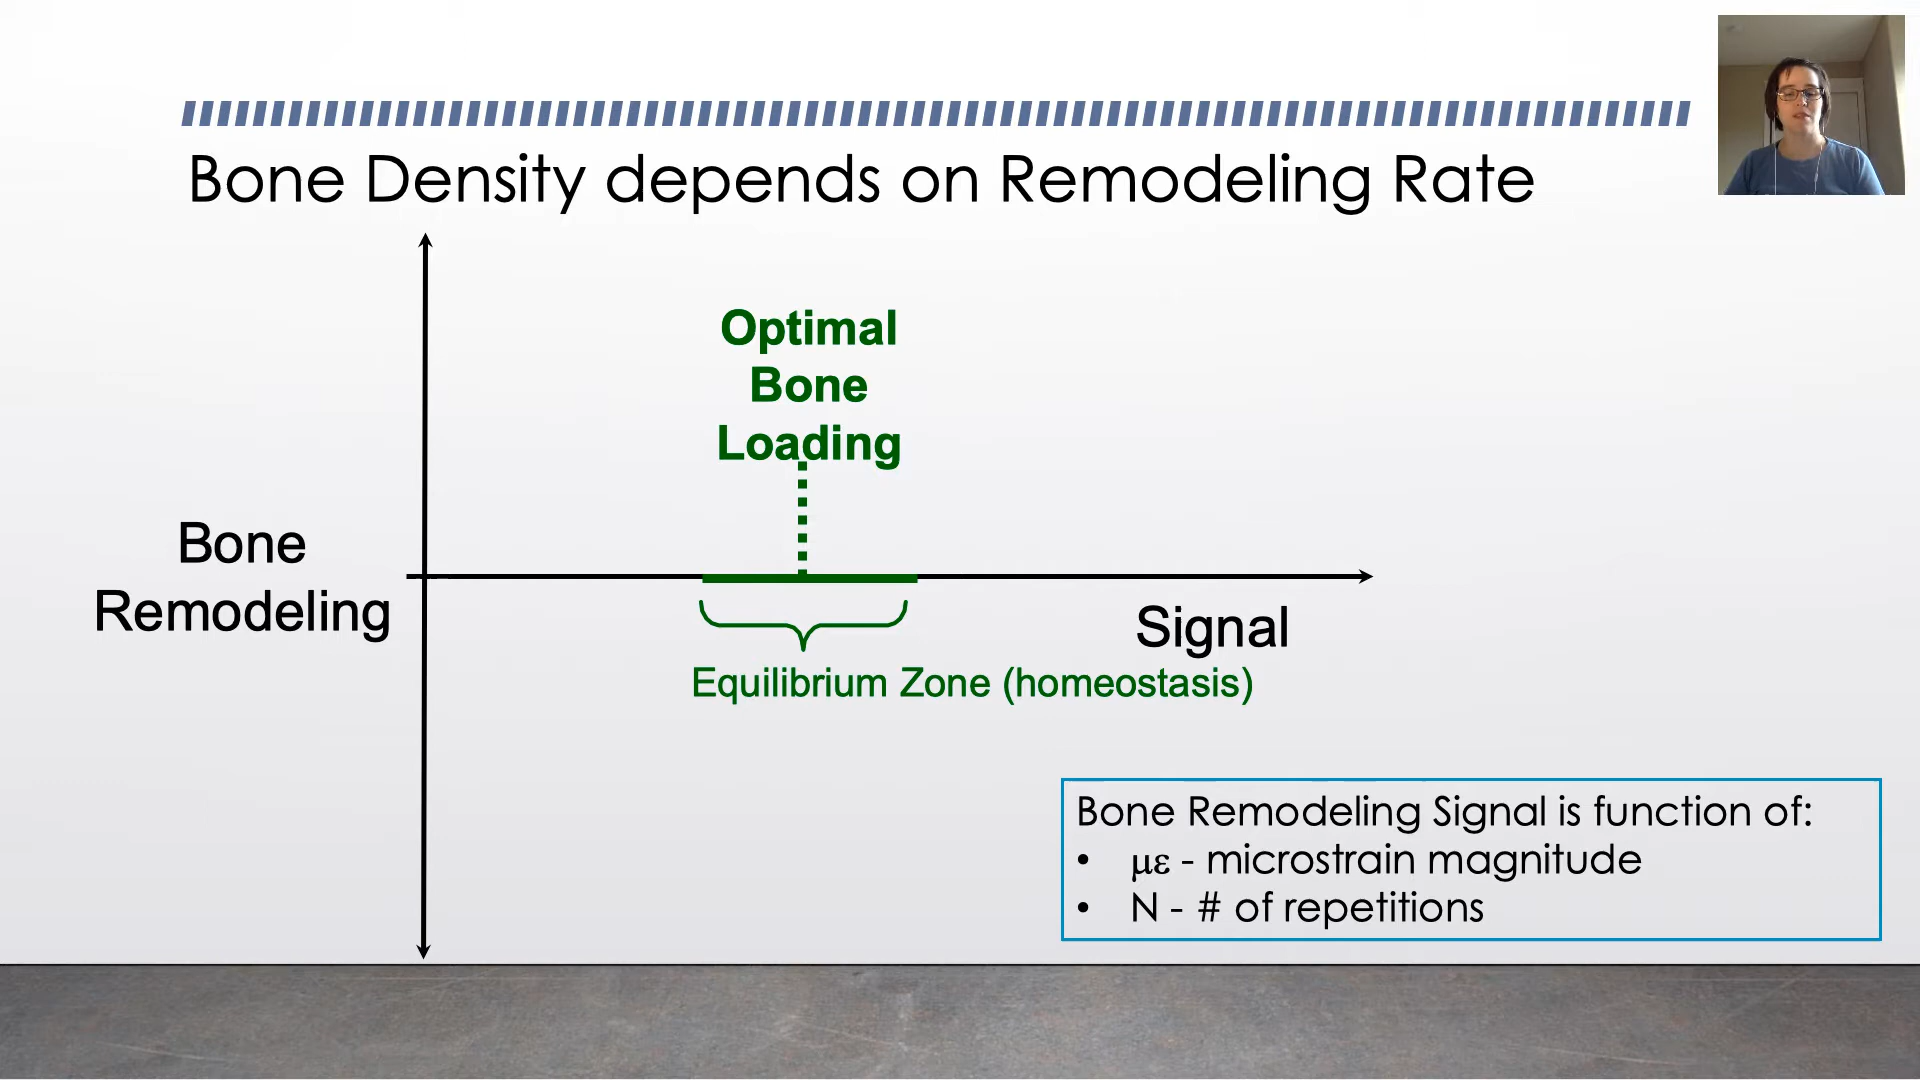 Bone Density depends on Remodeling Rate
Optimal
Bone
Loading
Bone
Remodeling
Signal
Equilibrium Zone (homeostasis)
Bone Remodeling Signal is function of:
• με - microstrain magnitude
• N - # of repetitions